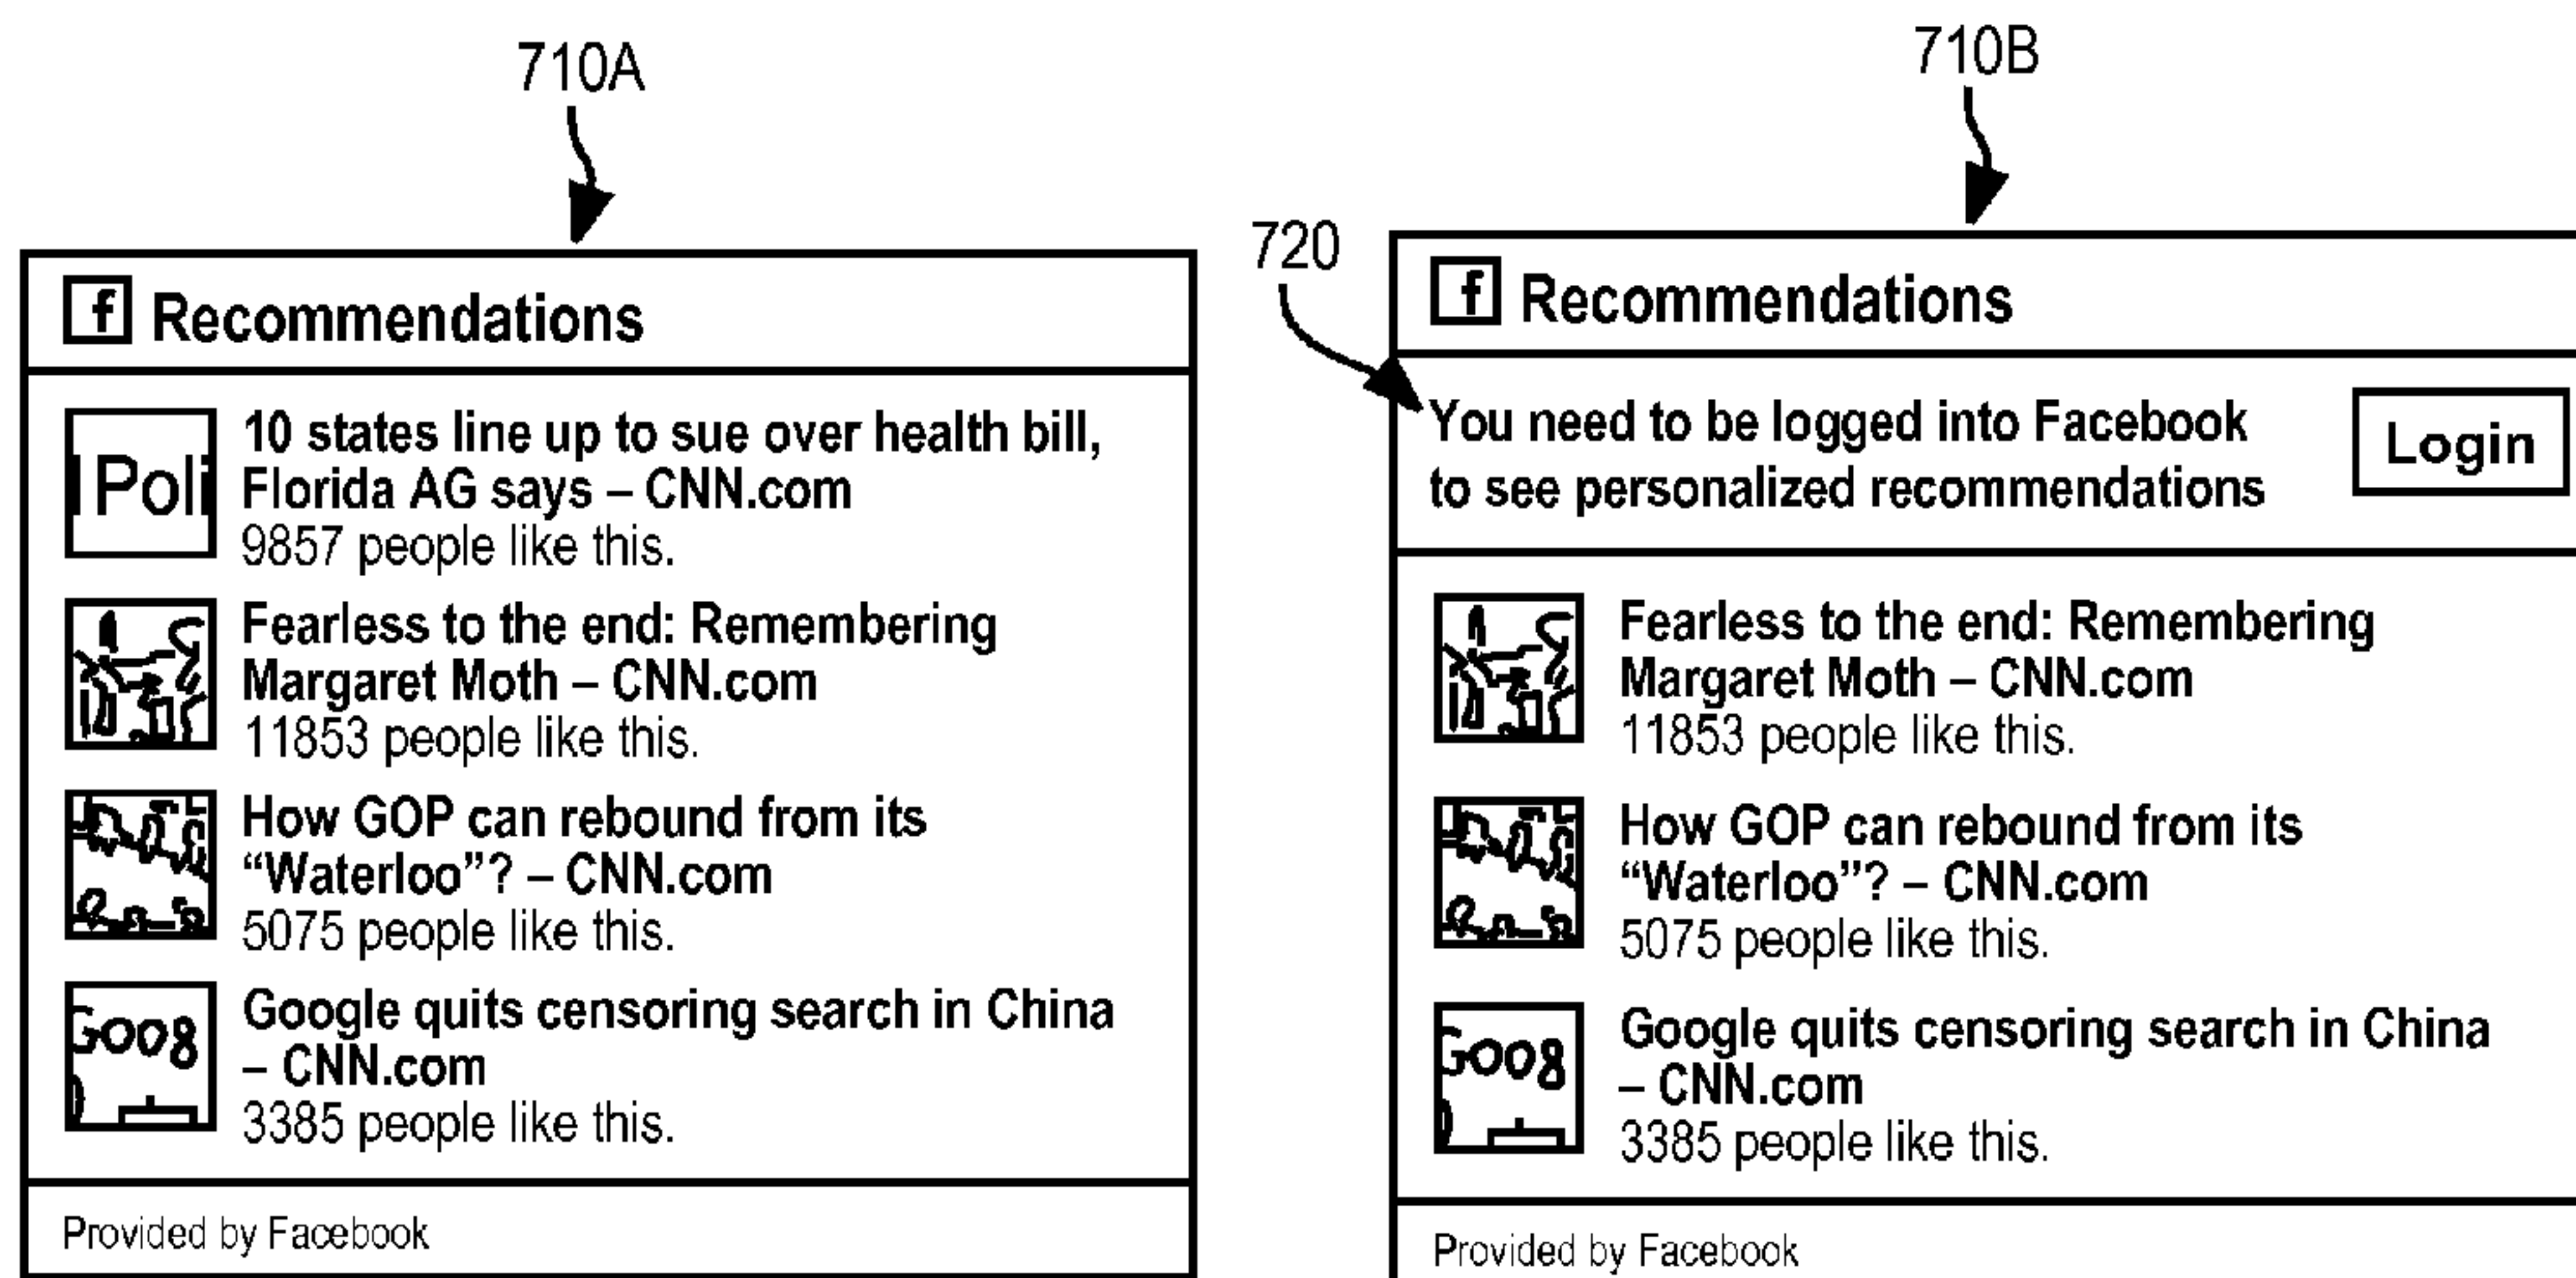 710A
f Recommendations
I Poli
10 states line up to sue over health bill,
Florida AG says – CNN.com
9857 people like this.
Fearless to the end: Remembering
Margaret Moth – CNN.com
11853 people like this.
How GOP can rebound from its
“Waterloo”? – CNN.com
5075 people like this.
Goog
Google quits censoring search in China
– CNN.com
3385 people like this.
Provided by Facebook
710B
720
f Recommendations
You need to be logged into Facebook
to see personalized recommendations
Login
Fearless to the end: Remembering
Margaret Moth – CNN.com
11853 people like this.
How GOP can rebound from its
“Waterloo”? – CNN.com
5075 people like this.
Goog
Google quits censoring search in China
– CNN.com
3385 people like this.
Provided by Facebook